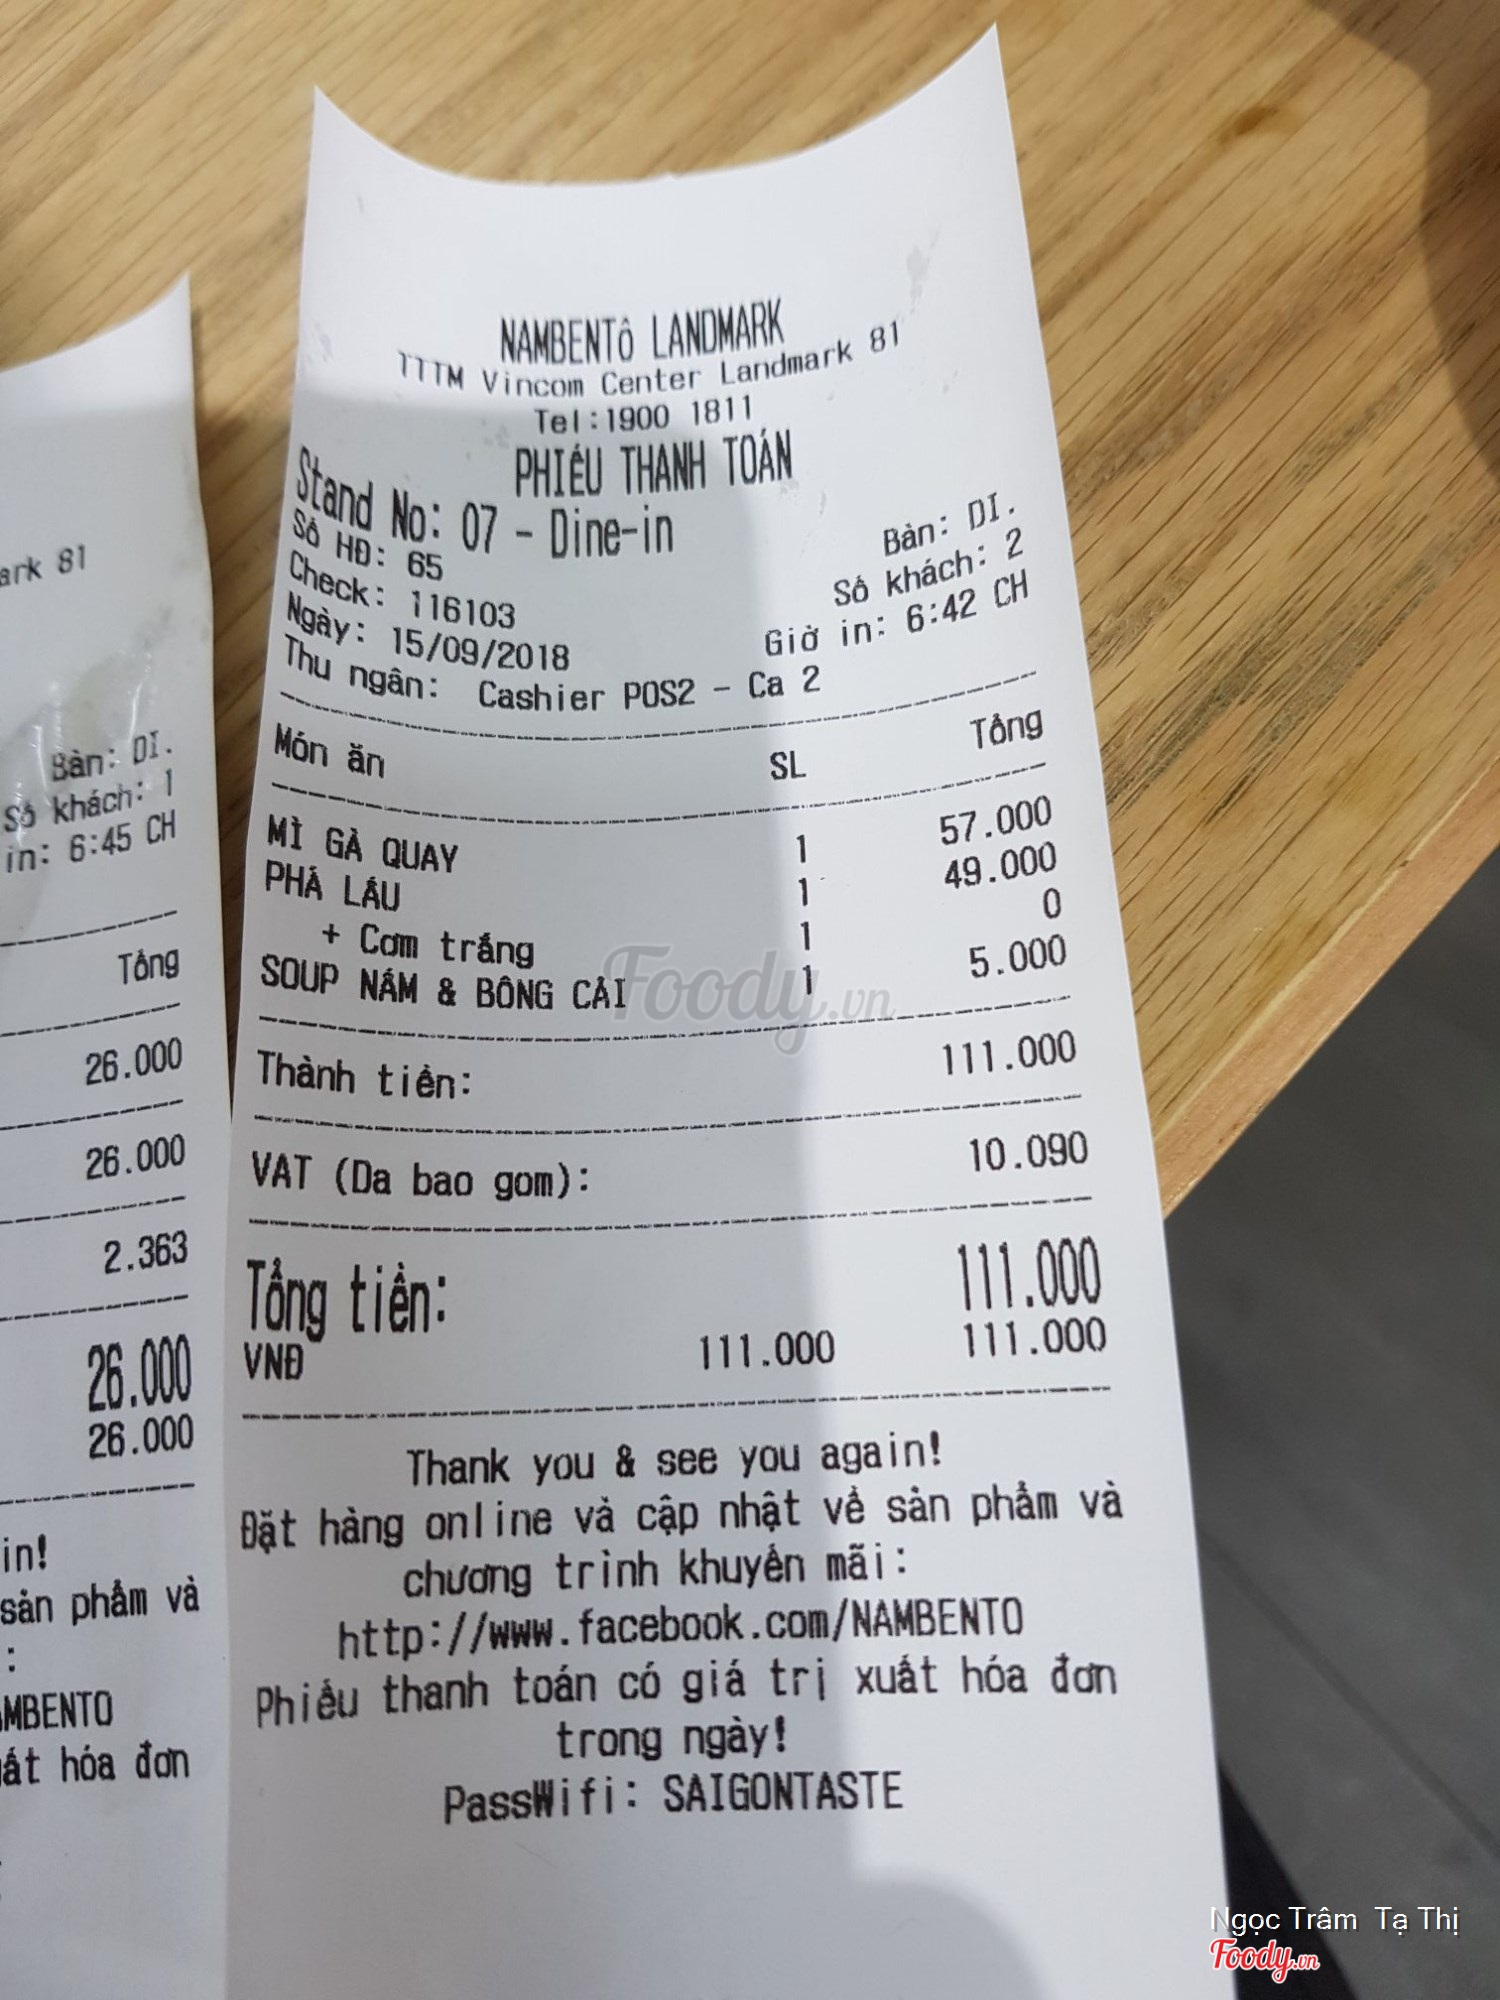 NAMBENTÔ LANDMARK
TTTM Vincom Center Landmark 81
Tel:1900 1811
PHIẾU THANH TOÁN
Stand No: 07 - Dine-in
Số HĐ: 65 Bàn: DI.
Check: 116103 Số khách: 2
Ngày: 15/09/2018 Giờ in: 6:42 CH
Thu ngân: Cashier POS2 - Ca 2
Món ăn SL Tổng
MÌ GÀ QUAY 1 57.000
PHÁ LẤU 1 49.000
+ Cơm trắng 1 0
SOUP NẤM & BÔNG CẢI 1 5.000
Thành tiền: 111.000
VAT (Da bao gom): 10.090
Tổng tiền: 111.000
VNĐ 111.000 111.000
Thank you & see you again!
Đặt hàng online và cập nhật về sản phẩm và
chương trình khuyến mãi:
http://www.facebook.com/NAMBENTO
Phiếu thanh toán có giá trị xuất hóa đơn
trong ngày!
PassWifi: SAIGONTASTE
ark 81
Bàn: DI.
Số khách: 1
in: 6:45 CH
Tổng
26.000
26.000
2.363
26.000
26.000
in!
sản phẩm và
:
MBENTO
ất hóa đơn
Foody.vn
Ngọc Trâm Tạ Thị
Foody.vn